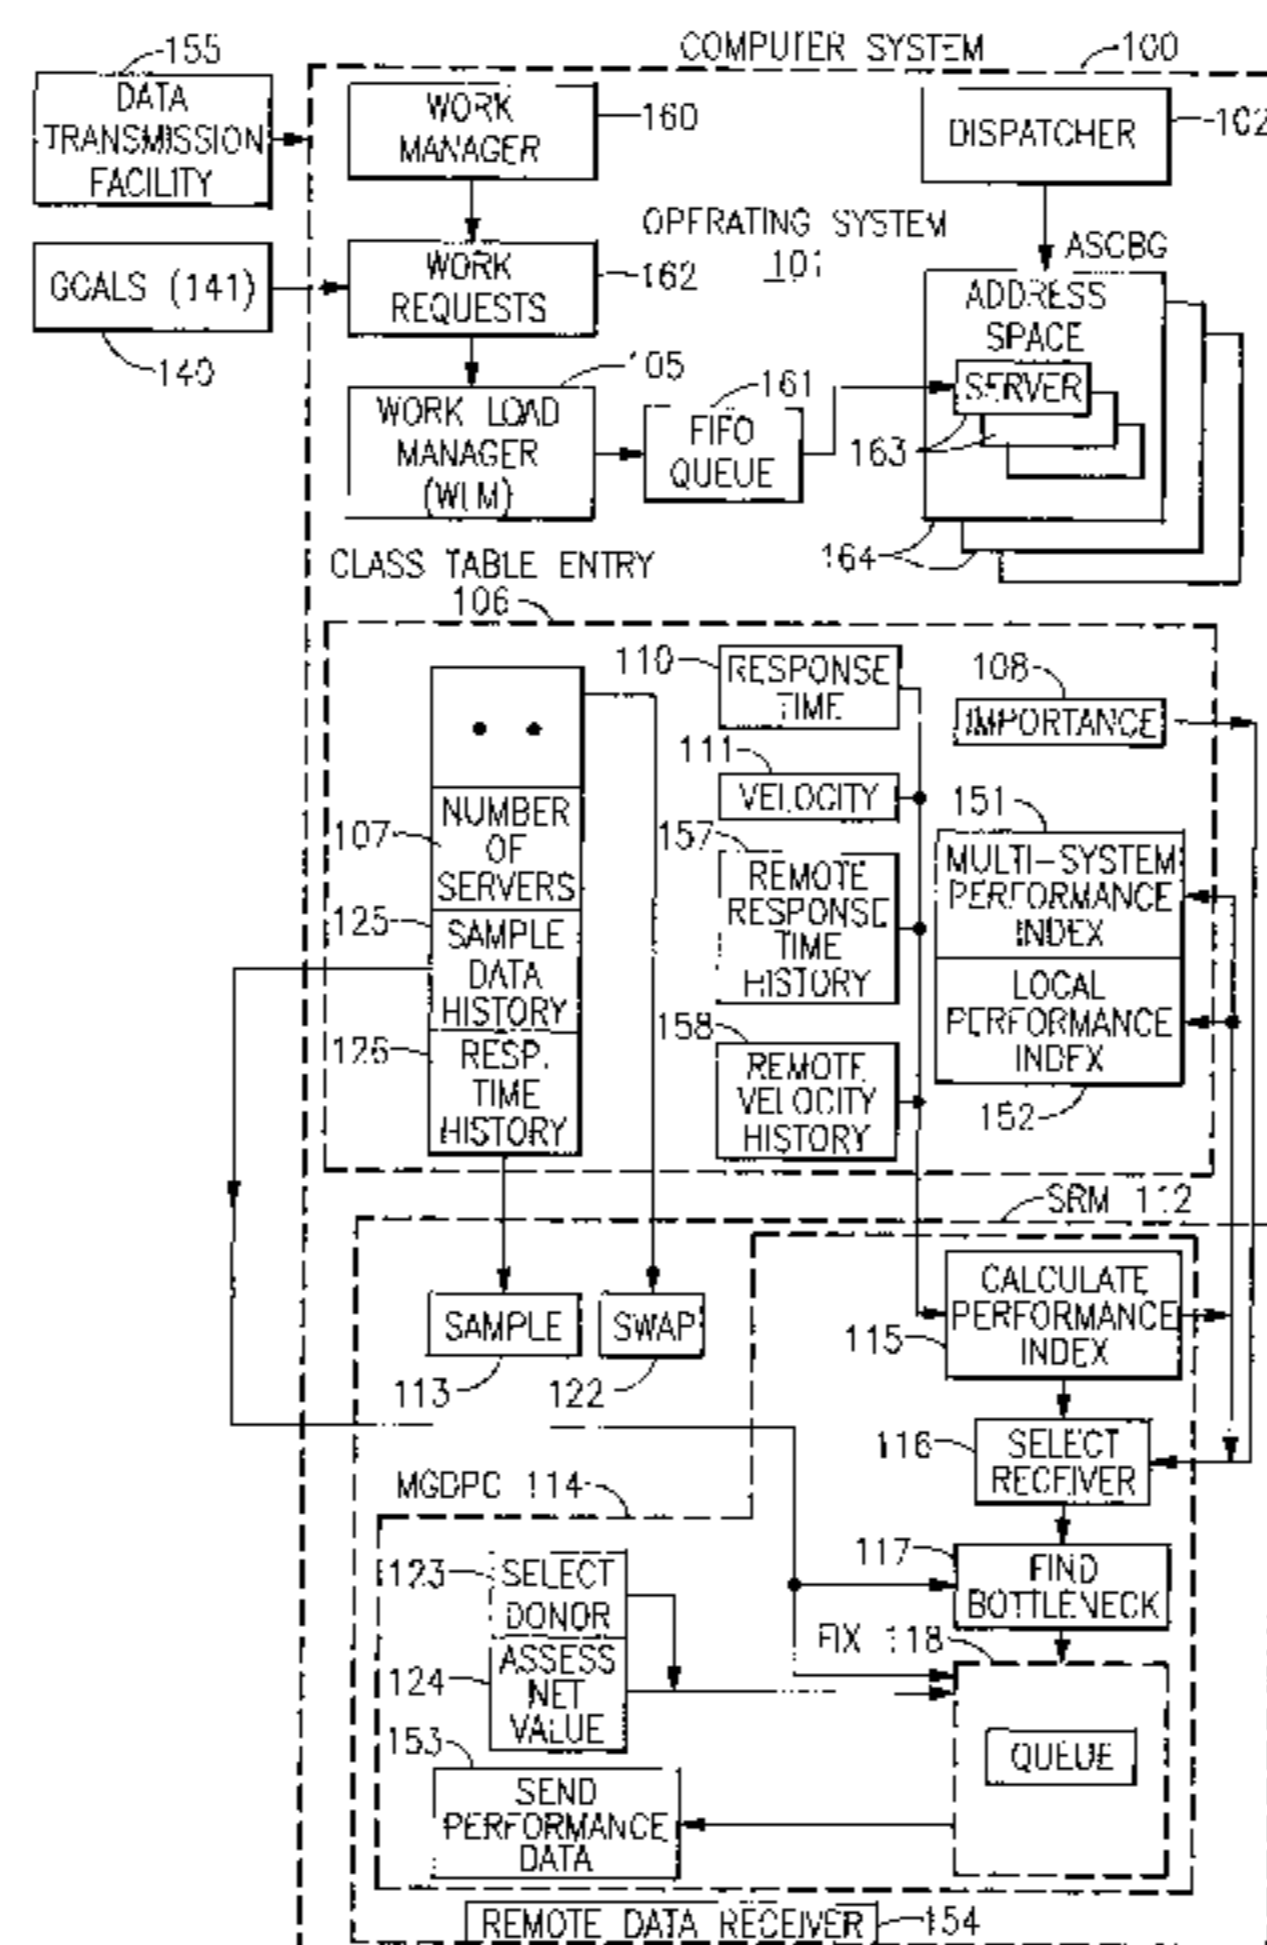 COMPUTER SYSTEM
100
155
DATA
TRANSMISSION
FACILITY
WORK
MANAGER
160
DISPATCHER
102
OPERATING SYSTEM
101
GOALS (141)
140
WORK
REQUESTS
162
ASCBG
ADDRESS
SPACE
SERVER
163
164
105
WORK LOAD
MANAGER
(WLM)
161
FIFO
QUEUE
CLASS TABLE ENTRY
106
110
RESPONSE
TIME
108
IMPORTANCE
111
VELOCITY
107
NUMBER
OF
SERVERS
157
REMOTE
RESPONSE
TIME
HISTORY
151
MULTI-SYSTEM
PERFORMANCE
INDEX
125
SAMPLE
DATA
HISTORY
LOCAL
PERFORMANCE
INDEX
152
126
RESP.
TIME
HISTORY
158
REMOTE
VELOCITY
HISTORY
SRM 112
SAMPLE
113
SWAP
122
CALCULATE
PERFORMANCE
INDEX
115
116
SELECT
RECEIVER
MGDPC 114
117
FIND
BOTTLENECK
123
SELECT
DONOR
124
ASSESS
NET
VALUE
FIX 118
QUEUE
153
SEND
PERFORMANCE
DATA
REMOTE DATA RECEIVER
154